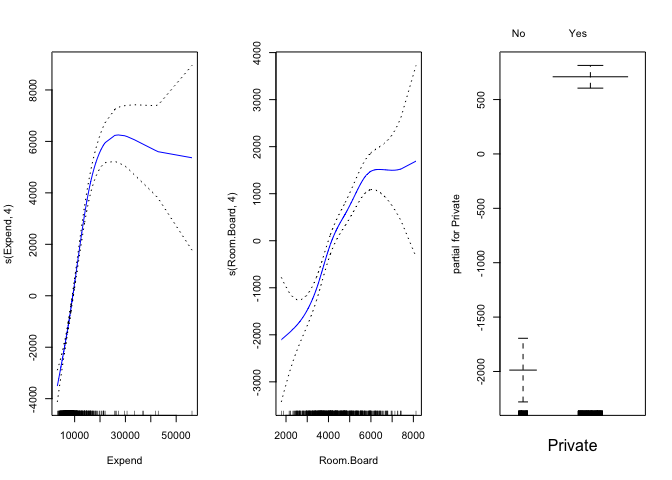 s(Expend, 4)
8000
6000
4000
2000
0
-2000
-4000
10000 30000 50000
Expend
s(Room.Board, 4)
4000
3000
2000
1000
0
-1000
-2000
-3000
2000 4000 6000 8000
Room.Board
No Yes
partial for Private
500
0
-500
-1000
-1500
-2000
Private